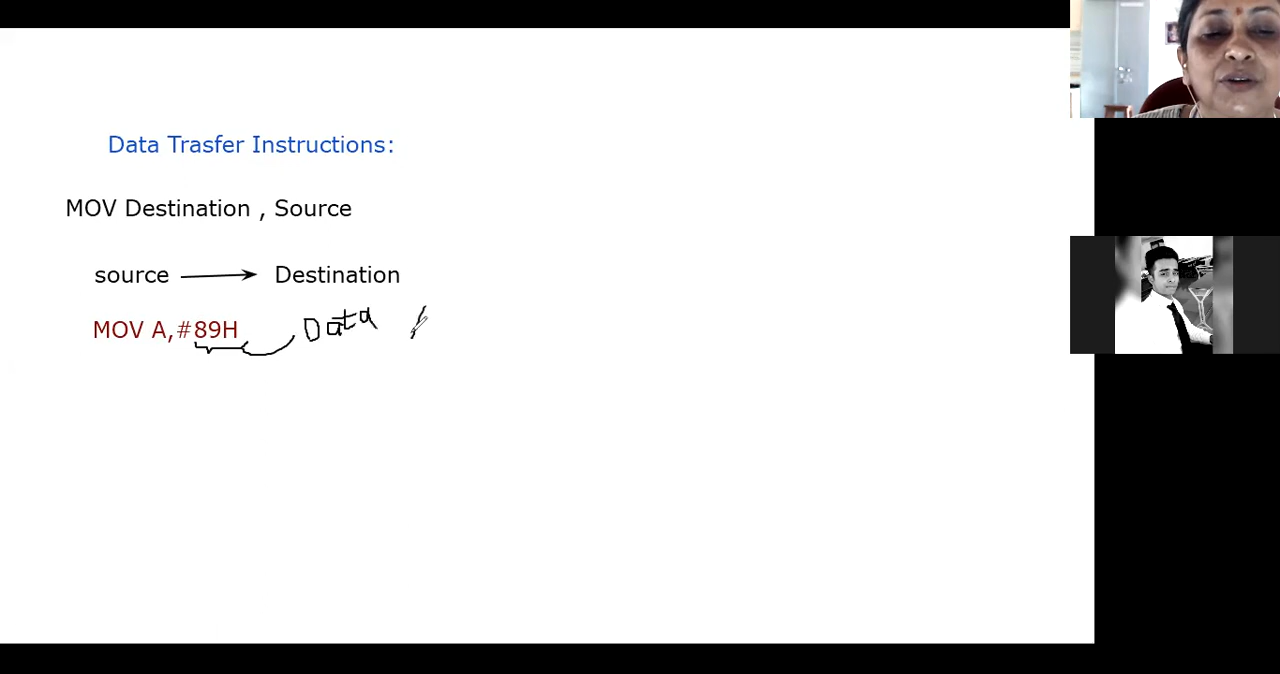 Data Trasfer Instructions:
MOV Destination , Source
source Destination
MOV A,#89H Data